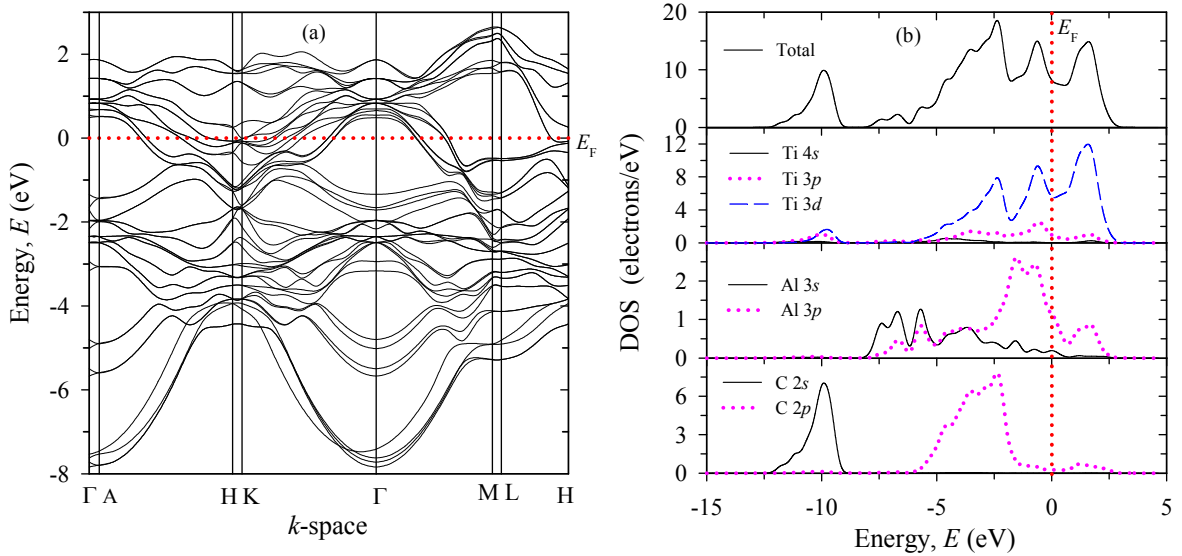 (a)
2
0
-2
-4
-6
-8
Energy, E (eV)
E_F
Γ A H K Γ M L H
k-space
(b)
E_F
Total
20
10
0
Ti 4s
Ti 3p
Ti 3d
12
8
4
0
Al 3s
Al 3p
2
1
0
C 2s
C 2p
6
3
0
DOS (electrons/eV)
-15 -10 -5 0 5
Energy, E (eV)